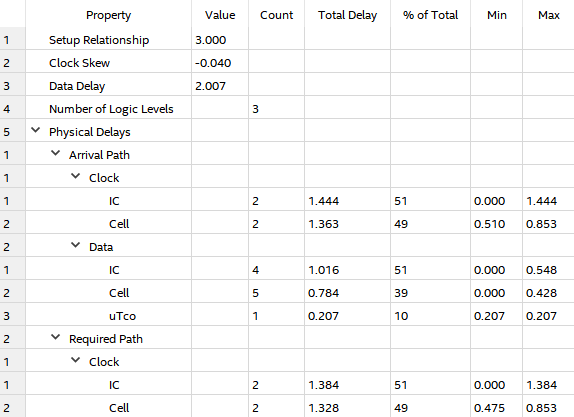 Property Value Count Total Delay % of Total Min Max
1 Setup Relationship 3.000
2 Clock Skew -0.040
3 Data Delay 2.007
4 Number of Logic Levels 3
5 Physical Delays
1 Arrival Path
1 Clock
1 IC 2 1.444 51 0.000 1.444
2 Cell 2 1.363 49 0.510 0.853
2 Data
1 IC 4 1.016 51 0.000 0.548
2 Cell 5 0.784 39 0.000 0.428
3 uTco 1 0.207 10 0.207 0.207
2 Required Path
1 Clock
1 IC 2 1.384 51 0.000 1.384
2 Cell 2 1.328 49 0.475 0.853